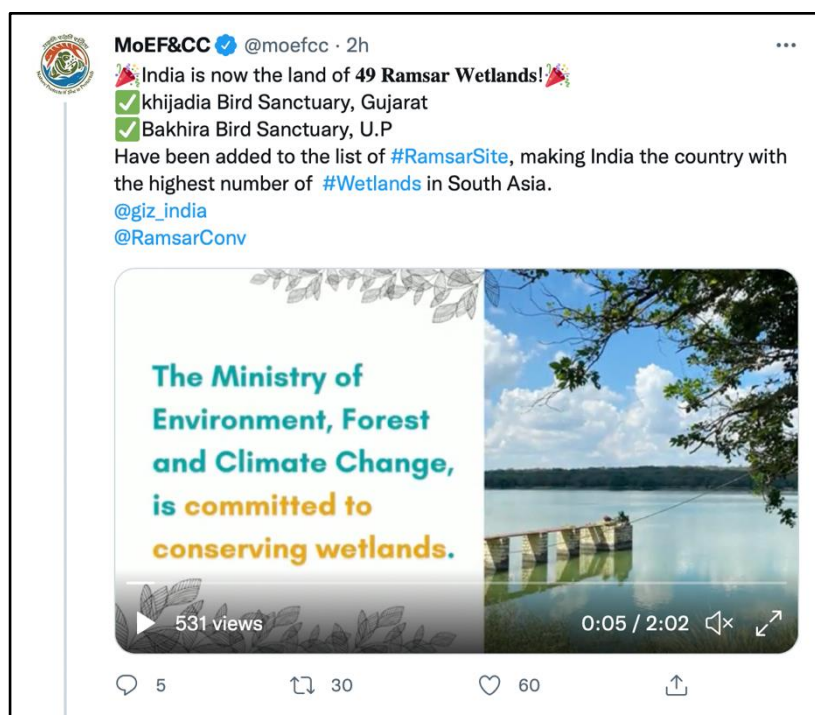 MoEF&CC @moefcc · 2h
🎉India is now the land of 𝟒𝟗 𝐑𝐚𝐦𝐬𝐚𝐫 𝐖𝐞𝐭𝐥𝐚𝐧𝐝𝐬!🎉
✅khijadia Bird Sanctuary, Gujarat
✅Bakhira Bird Sanctuary, U.P
Have been added to the list of #RamsarSite, making India the country with
the highest number of #Wetlands in South Asia.
@giz_india
@RamsarConv
The Ministry of
Environment, Forest
and Climate Change,
is committed to
conserving wetlands.
531 views
0:05 / 2:02
5
30
60